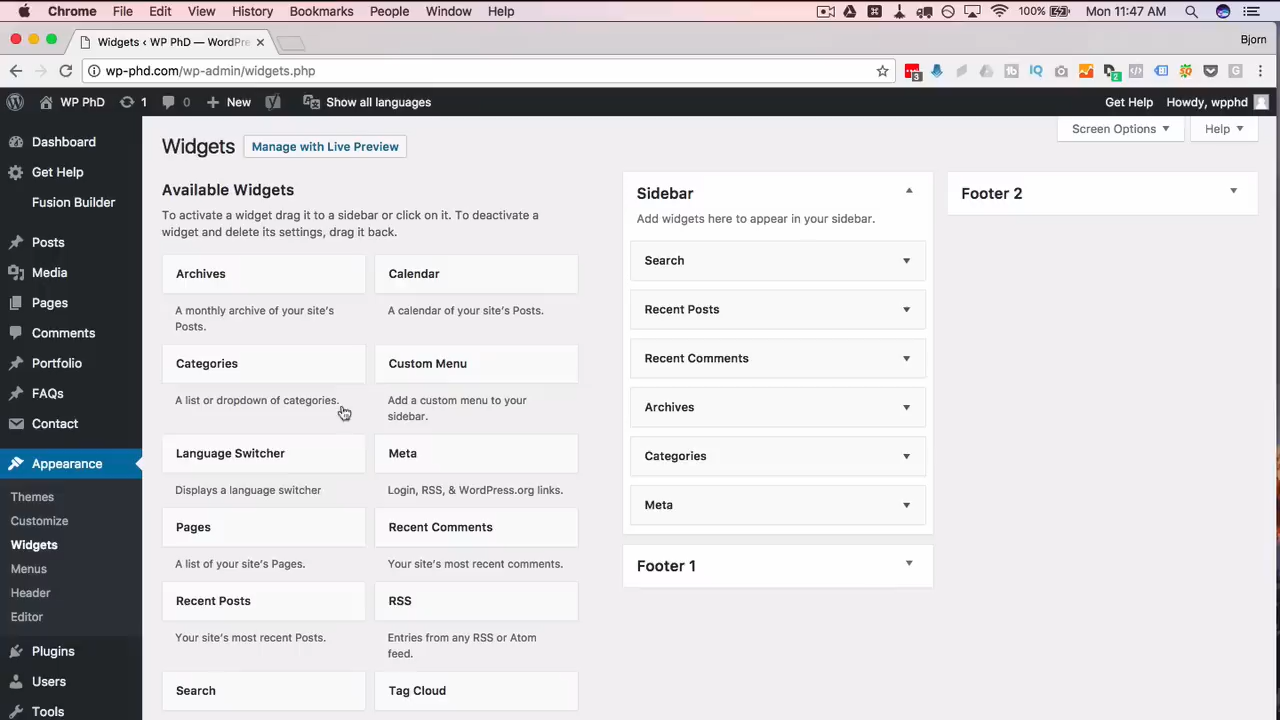 Chrome File Edit View History Bookmarks People Window Help 100% Mon 11:47 AM
Widgets ‹ WP PhD — WordPre
Bjorn
wp-phd.com/wp-admin/widgets.php
3
2
WP PhD 1 0 New Show all languages Get Help Howdy, wpphd
Dashboard
Get Help
Fusion Builder
Posts
Media
Pages
Comments
Portfolio
FAQs
Contact
Appearance
Themes
Customize
Widgets
Menus
Header
Editor
Plugins
Users
Tools
Screen Options Help
Widgets Manage with Live Preview
Available Widgets
To activate a widget drag it to a sidebar or click on it. To deactivate a
widget and delete its settings, drag it back.
Archives
A monthly archive of your site's
Posts.
Calendar
A calendar of your site's Posts.
Categories
A list or dropdown of categories.
Custom Menu
Add a custom menu to your
sidebar.
Language Switcher
Displays a language switcher
Meta
Login, RSS, & WordPress.org links.
Pages
A list of your site's Pages.
Recent Comments
Your site's most recent comments.
Recent Posts
Your site's most recent Posts.
RSS
Entries from any RSS or Atom
feed.
Search
Tag Cloud
Sidebar
Add widgets here to appear in your sidebar.
Search
Recent Posts
Recent Comments
Archives
Categories
Meta
Footer 1
Footer 2